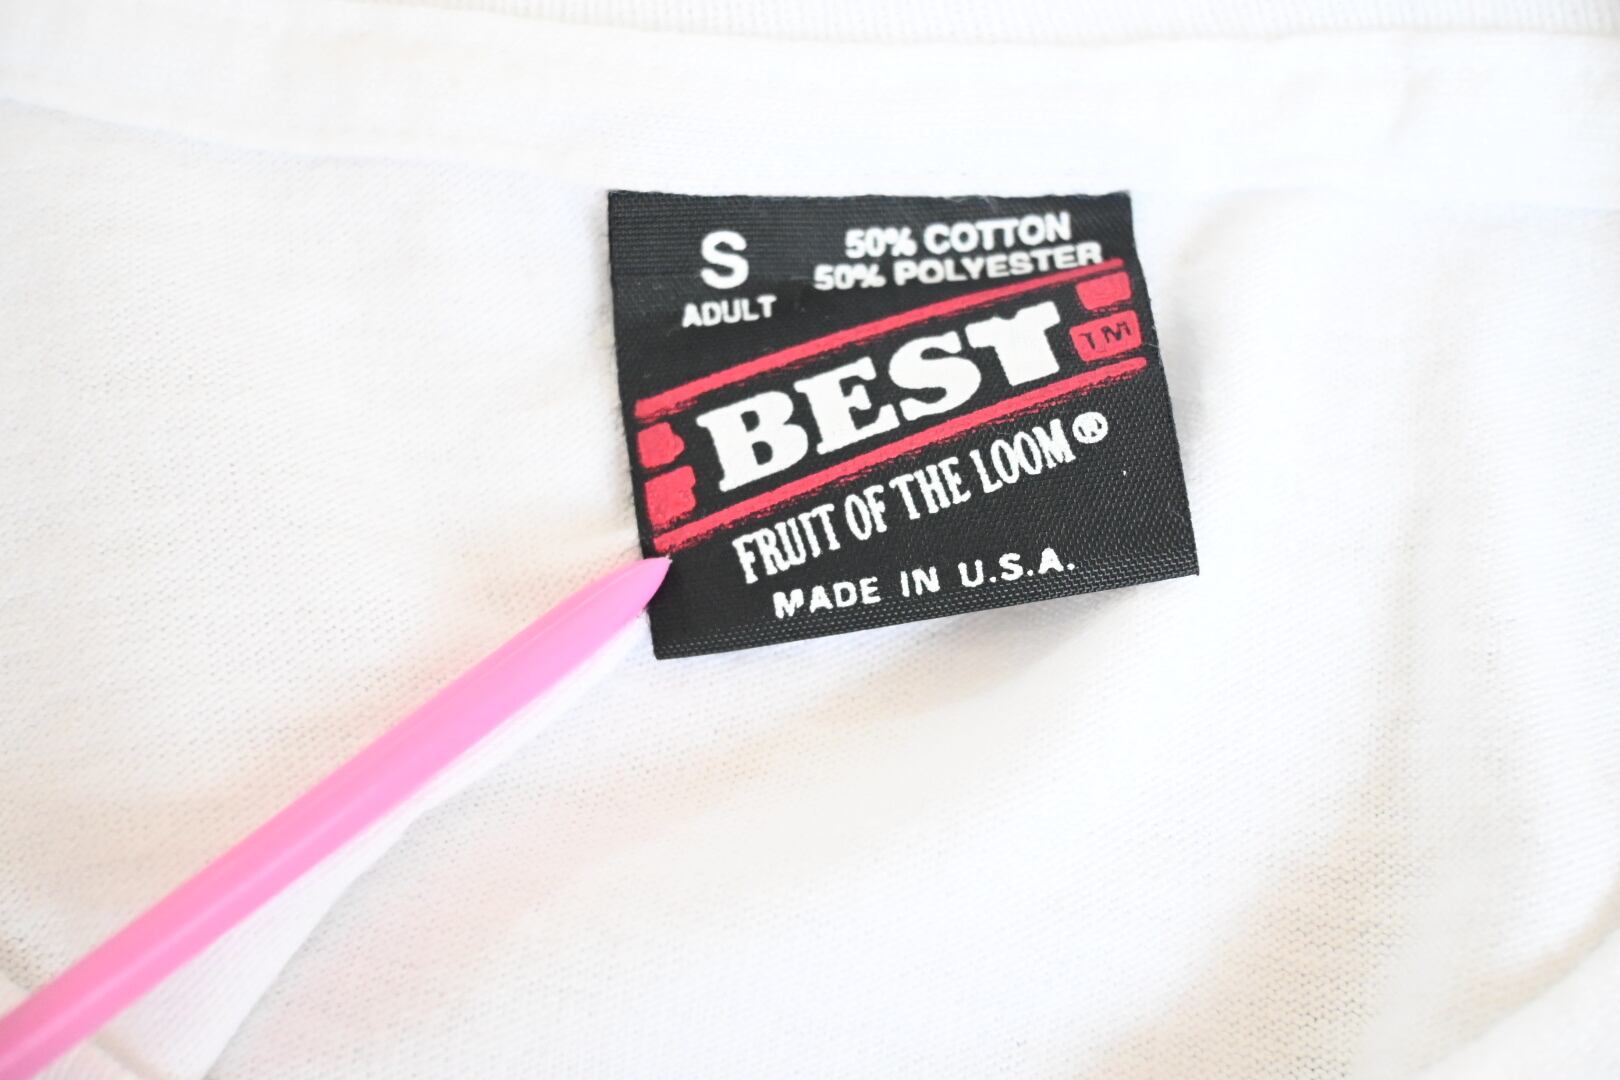 S
ADULT
50% COTTON
50% POLYESTER
BEST
TM
FRUIT OF THE LOOM®
MADE IN U.S.A.